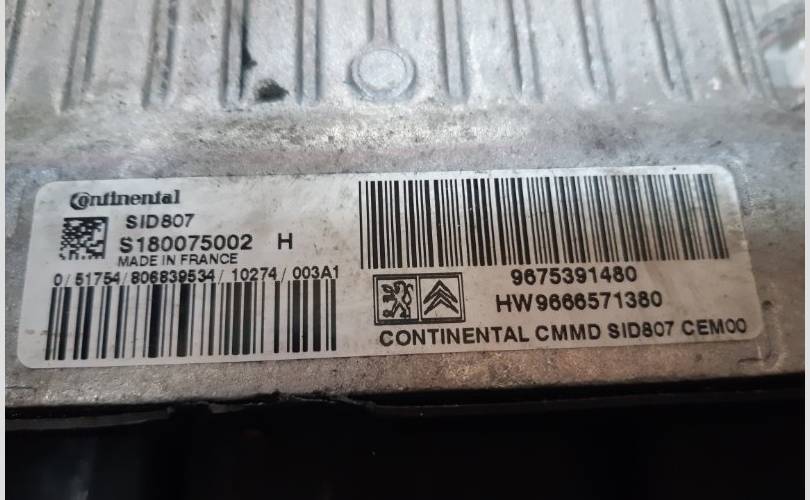 Continental
SID807
S180075002 H
MADE IN FRANCE
0/51754/806839534/10274/003A1
9675391480
HW9666571380
CONTINENTAL CMMD SID807 CEM00